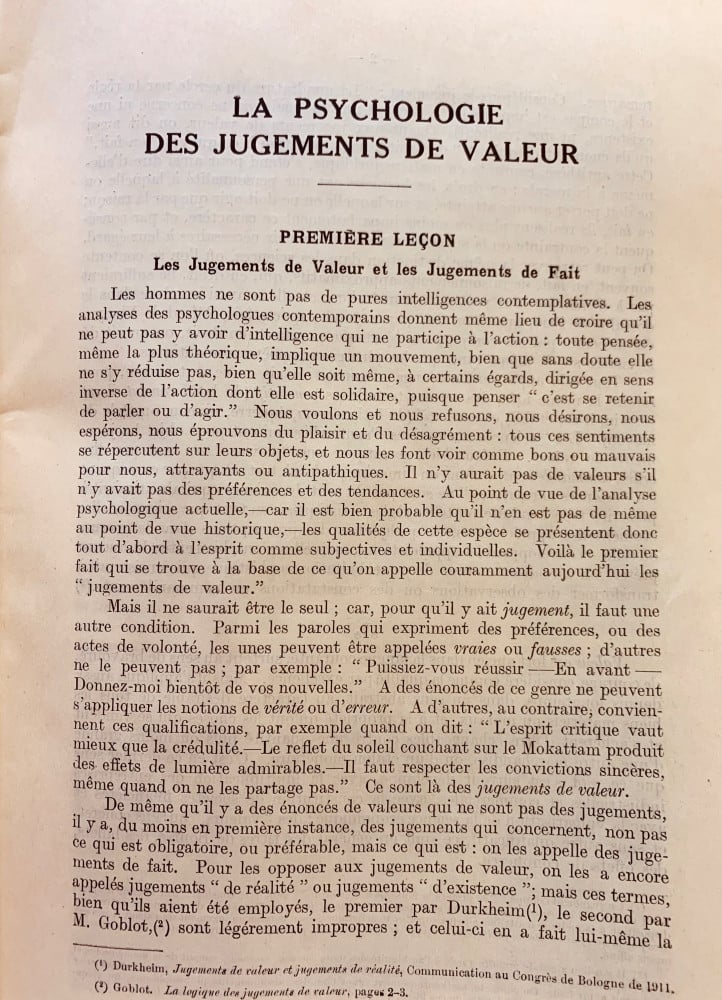 LA PSYCHOLOGIE
DES JUGEMENTS DE VALEUR
PREMIÈRE LEÇON
Les Jugements de Valeur et les Jugements de Fait
Les hommes ne sont pas de pures intelligences contemplatives. Les
analyses des psychologues contemporains donnent même lieu de croire qu'il
ne peut pas y avoir d'intelligence qui ne participe à l'action : toute pensée,
même la plus théorique, implique un mouvement, bien que sans doute elle
ne s'y réduise pas, bien qu'elle soit même, à certains égards, dirigée en sens
inverse de l'action dont elle est solidaire, puisque penser “ c'est se retenir
de parler ou d'agir.” Nous voulons et nous refusons, nous désirons, nous
espérons, nous éprouvons du plaisir et du désagrément : tous ces sentiments
se répercutent sur leurs objets, et nous les font voir comme bons ou mauvais
pour nous, attrayants ou antipathiques. Il n'y aurait pas de valeurs s'il
n'y avait pas des préférences et des tendances. Au point de vue de l'analyse
psychologique actuelle,—car il est bien probable qu'il n'en est pas de même
au point de vue historique,—les qualités de cette espèce se présentent donc
tout d'abord à l'esprit comme subjectives et individuelles. Voilà le premier
fait qui se trouve à la base de ce qu'on appelle couramment aujourd'hui les
“ jugements de valeur.”
Mais il ne saurait être le seul ; car, pour qu'il y ait jugement, il faut une
autre condition. Parmi les paroles qui expriment des préférences, ou des
actes de volonté, les unes peuvent être appelées vraies ou fausses ; d'autres
ne le peuvent pas ; par exemple : “ Puissiez-vous réussir —En avant —
Donnez-moi bientôt de vos nouvelles.” A des énoncés de ce genre ne peuvent
s'appliquer les notions de vérité ou d'erreur. A d'autres, au contraire, convien-
nent ces qualifications, par exemple quand on dit : “ L'esprit critique vaut
mieux que la crédulité.—Le reflet du soleil couchant sur le Mokattam produit
des effets de lumière admirables.—Il faut respecter les convictions sincères,
même quand on ne les partage pas.” Ce sont là des jugements de valeur.
De même qu'il y a des énoncés de valeurs qui ne sont pas des jugements,
il y a, du moins en première instance, des jugements qui concernent, non pas
ce qui est obligatoire, ou préférable, mais ce qui est : on les appelle des juge-
ments de fait. Pour les opposer aux jugements de valeur, on les a encore
appelés jugements “ de réalité ” ou jugements “ d'existence ”; mais ces termes,
bien qu'ils aient été employés, le premier par Durkheim(¹), le second par
M. Goblot,(²) sont légérement impropres ; et celui-ci en a fait lui-même la
(¹) Durkheim, Jugements de valeur et jugements de réalité, Communication au Congrès de Bologne de 1911.
(²) Goblot. La logique des jugements de valeur, pages 2-3.